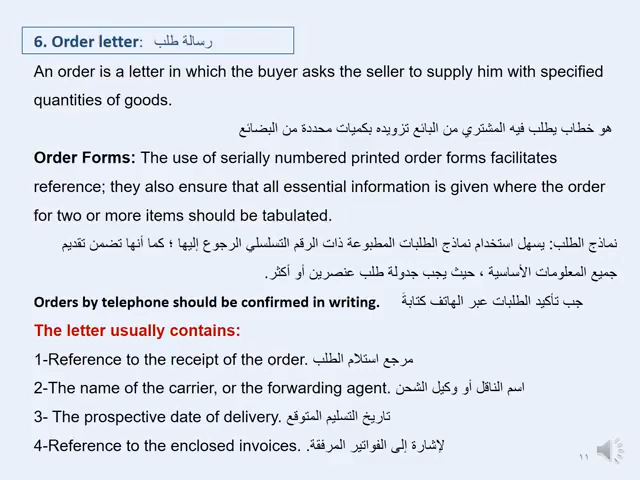 6. Order letter: رسالة طلب
An order is a letter in which the buyer asks the seller to supply him with specified
quantities of goods.
هو خطاب يطلب فيه المشتري من البائع تزويده بكميات محددة من البضائع
Order Forms: The use of serially numbered printed order forms facilitates
reference; they also ensure that all essential information is given where the order
for two or more items should be tabulated.
نماذج الطلب: يسهل استخدام نماذج الطلبات المطبوعة ذات الرقم التسلسلي الرجوع إليها ؛ كما أنها تضمن تقديم
جميع المعلومات الأساسية ، حيث يجب جدولة طلب عنصرين أو أكثر.
Orders by telephone should be confirmed in writing. جب تأكيد الطلبات عبر الهاتف كتابةً
The letter usually contains:
1-Reference to the receipt of the order. مرجع استلام الطلب
2-The name of the carrier, or the forwarding agent. اسم الناقل أو وكيل الشحن
3- The prospective date of delivery. تاريخ التسليم المتوقع
4-Reference to the enclosed invoices. لإشارة إلى الفواتير المرفقة.
١١